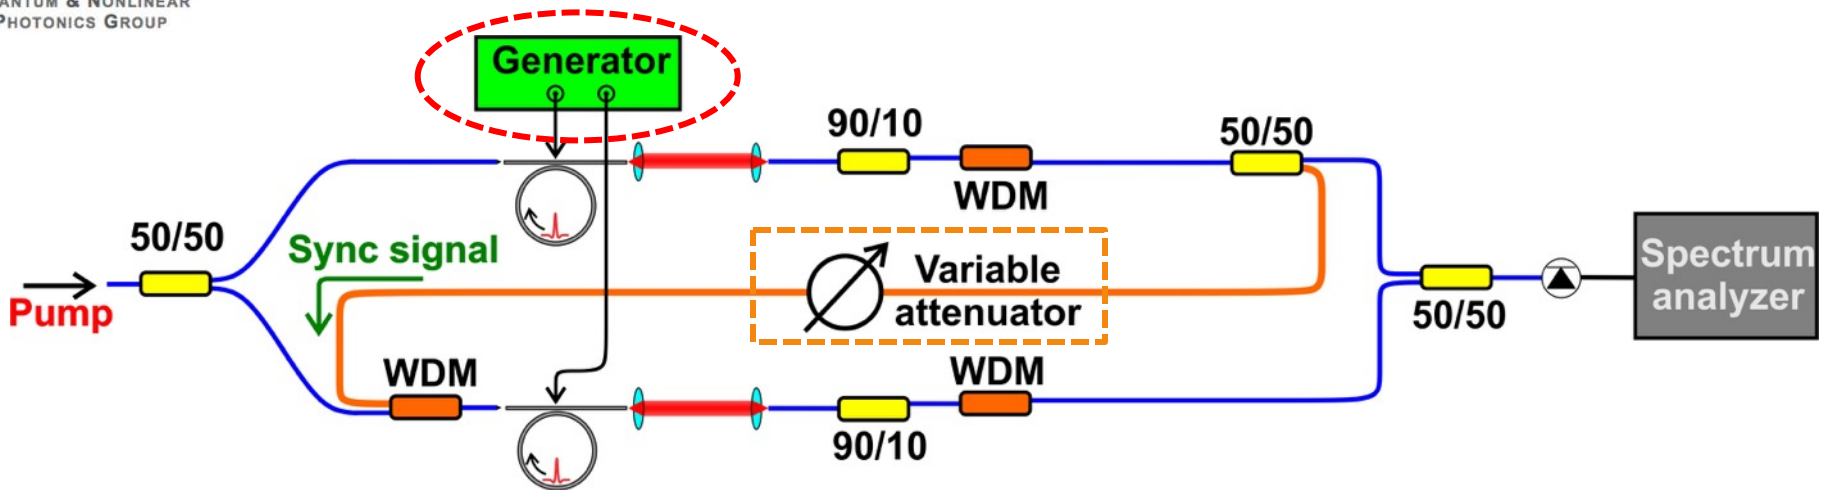 & NONLINEAR
PHOTONICS GROUP
Generator
90/10
50/50
WDM
50/50
Sync signal
Variable
attenuator
Spectrum
analyzer
Pump
50/50
WDM
WDM
90/10